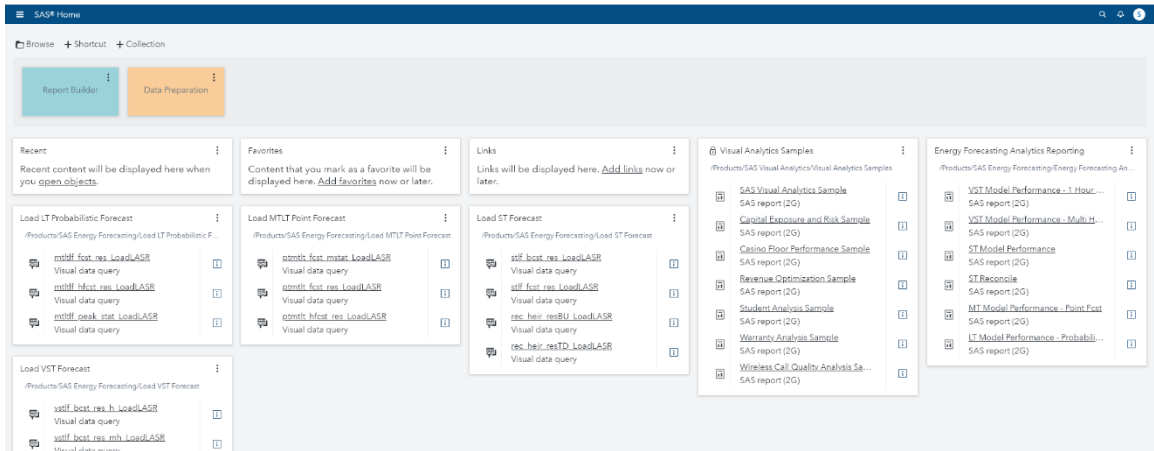 SAS® Home
S
Browse + Shortcut + Collection
Report Builder
Data Preparation
Recent
Recent content will be displayed here when
you open objects.
Favorites
Content that you mark as a favorite will be
displayed here. Add favorites now or later.
Links
Links will be displayed here. Add links now or
later.
Visual Analytics Samples
/Products/SAS Visual Analytics/Visual Analytics Samples
SAS Visual Analytics Sample
SAS report (2G)
Capital Exposure and Risk Sample
SAS report (2G)
Casino Floor Performance Sample
SAS report (2G)
Revenue Optimization Sample
SAS report (2G)
Student Analysis Sample
SAS report (2G)
Warranty Analysis Sample
SAS report (2G)
Wireless Call Quality Analysis Sa...
SAS report (2G)
Energy Forecasting Analytics Reporting
/Products/SAS Energy Forecasting/Energy Forecasting An...
VST Model Performance - 1 Hour ...
SAS report (2G)
VST Model Performance - Multi H...
SAS report (2G)
ST Model Performance
SAS report (2G)
ST Reconcile
SAS report (2G)
MT Model Performance - Point Fcst
SAS report (2G)
LT Model Performance - Probabili...
SAS report (2G)
Load LT Probabilistic Forecast
/Products/SAS Energy Forecasting/Load LT Probabilistic F...
mtltlf_fcst_res_LoadLASR
Visual data query
mtltlf_hfcst_res_LoadLASR
Visual data query
mtltlf_peak_stat_LoadLASR
Visual data query
Load MTLT Point Forecast
/Products/SAS Energy Forecasting/Load MTLT Point Forecast
ptmtlt_fcst_mstat_LoadLASR
Visual data query
ptmtlt_fcst_res_LoadLASR
Visual data query
ptmtlt_hfcst_res_LoadLASR
Visual data query
Load ST Forecast
/Products/SAS Energy Forecasting/Load ST Forecast
stlf_bcst_res_LoadLASR
Visual data query
stlf_fcst_res_LoadLASR
Visual data query
rec_heir_resBU_LoadLASR
Visual data query
rec_heir_resTD_LoadLASR
Visual data query
Load VST Forecast
/Products/SAS Energy Forecasting/Load VST Forecast
vstlf_bcst_res_h_LoadLASR
Visual data query
vstlf_bcst_res_mh_LoadLASR
Visual data query